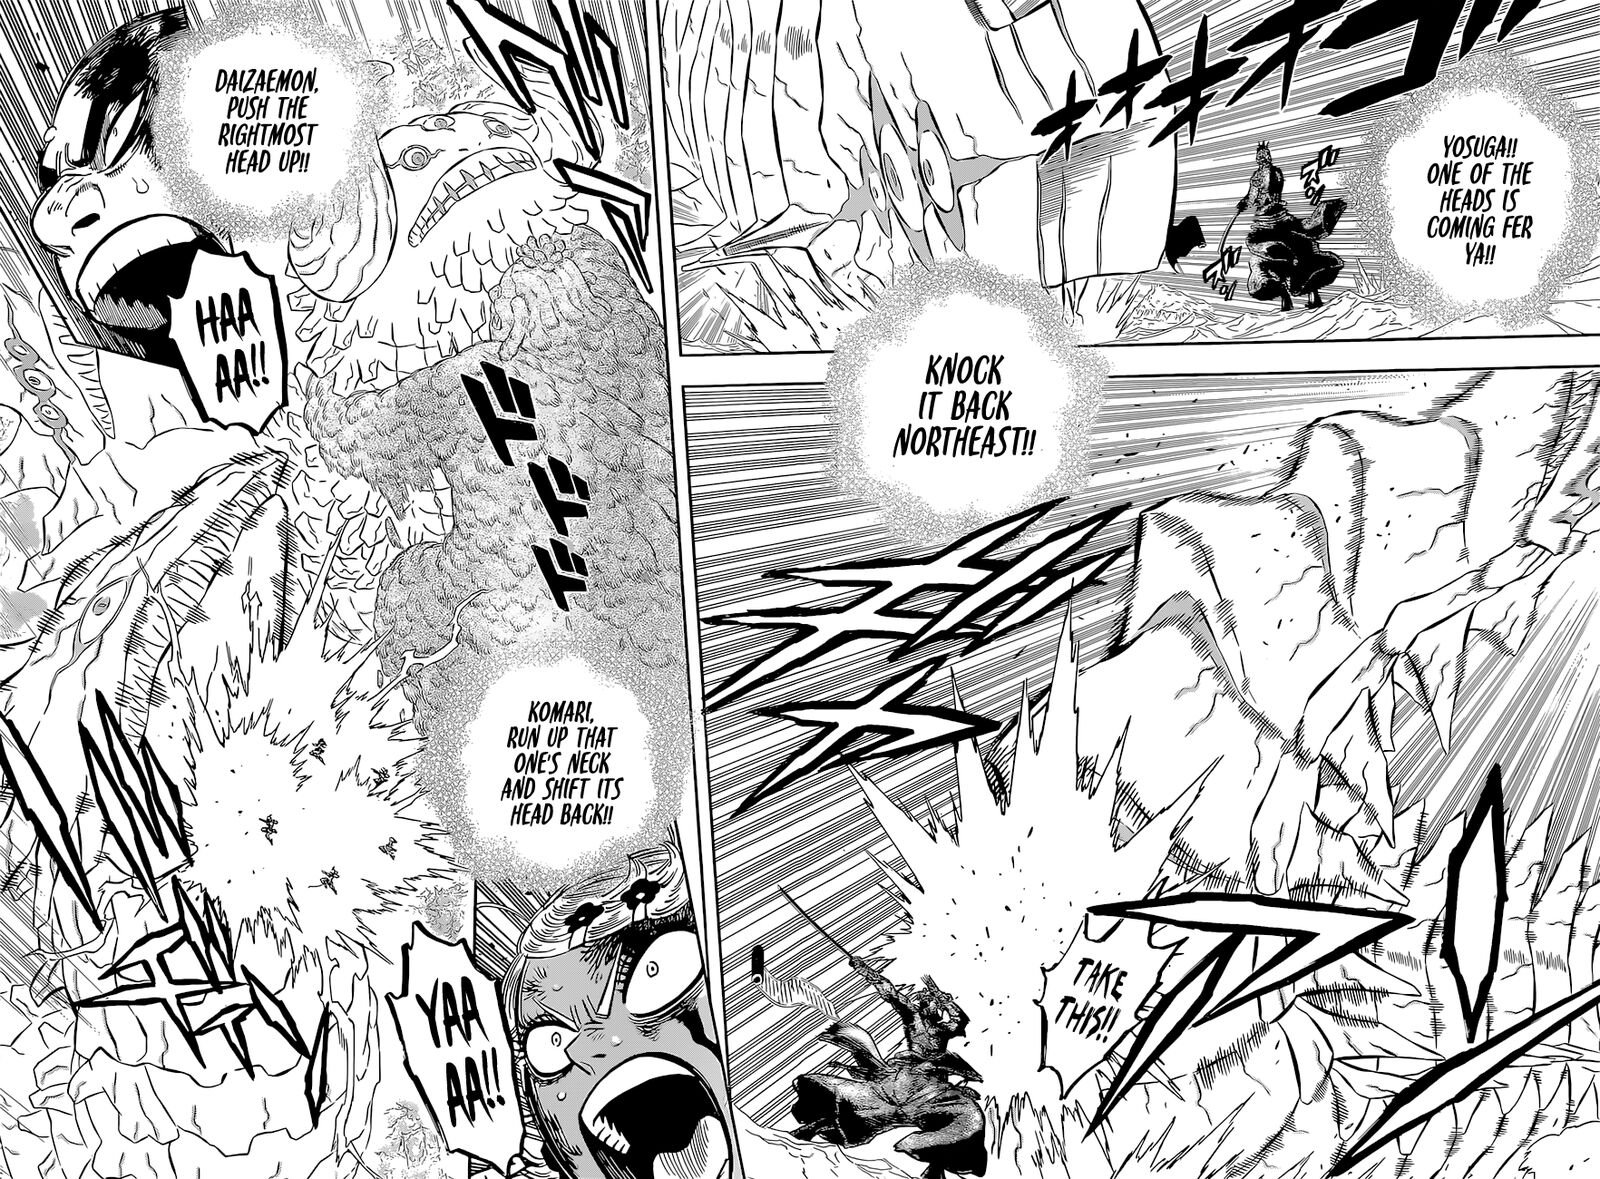 YOSUGA!!
ONE OF THE
HEADS IS
COMING FER
YA!!
KNOCK
IT BACK
NORTHEAST!!
TAKE
THIS!!
DAIZAEMON,
PUSH THE
RIGHTMOST
HEAD UP!!
HAA
AA!!
KOMARI,
RUN UP THAT
ONE'S NECK
AND SHIFT ITS
HEAD BACK!!
YAA
AA!!